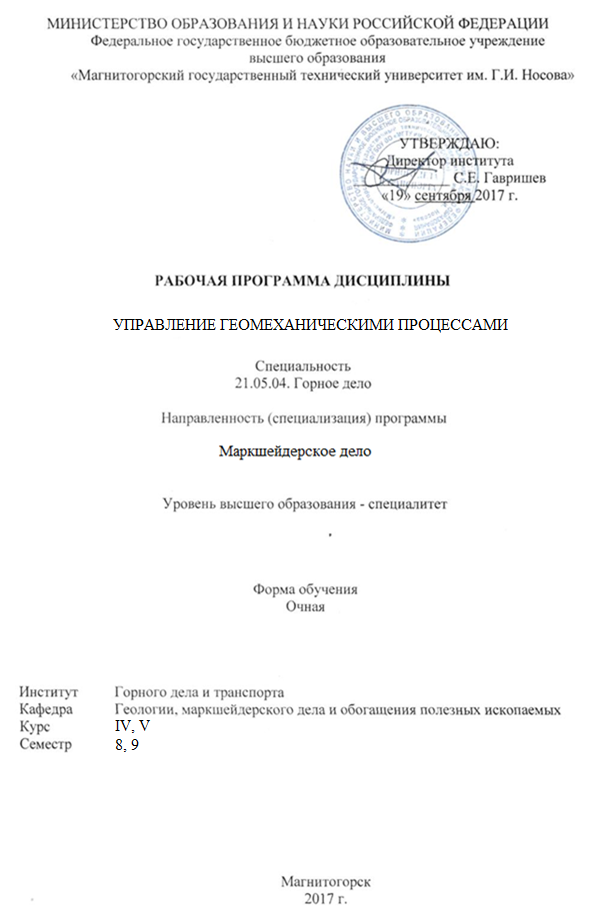 МИНИСТЕРСТВО ОБРАЗОВАНИЯ И НАУКИ РОССИЙСКОЙ ФЕДЕРАЦИИ
Федеральное государственное бюджетное образовательное учреждение
высшего образования
«Магнитогорский государственный технический университет им. Г.И. Носова»
УТВЕРЖДАЮ:
Директор института
С.Е. Гавришев
«19» сентября 2017 г.
РАБОЧАЯ ПРОГРАММА ДИСЦИПЛИНЫ
УПРАВЛЕНИЕ ГЕОМЕХАНИЧЕСКИМИ ПРОЦЕССАМИ
Специальность
21.05.04. Горное дело
Направленность (специализация) программы
Маркшейдерское дело
Уровень высшего образования - специалитет
Форма обучения
Очная
Институт Горного дела и транспорта
Кафедра Геологии, маркшейдерского дела и обогащения полезных ископаемых
Курс IV, V
Семестр 8, 9
Магнитогорск
2017 г.